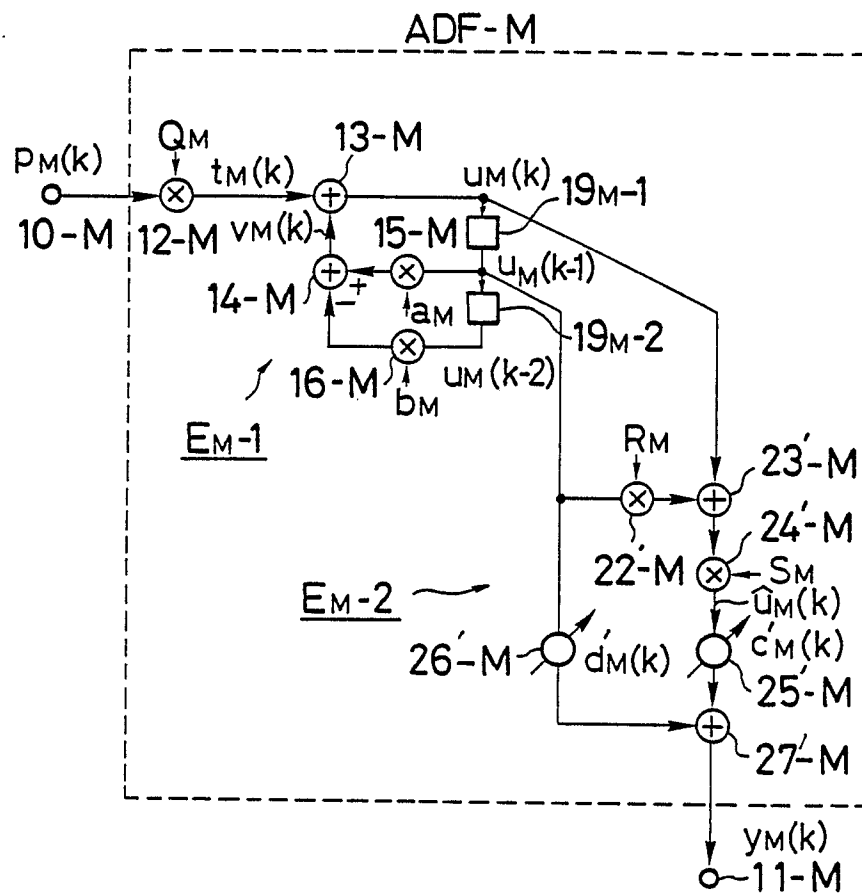 ADF-M
QM
13-M
pM(k)
tM(k)
uM(k)
19M-1
10-M
12-M
vM(k)
15-M
uM(k-1)
14-M
- +
aM
19M-2
16-M
uM(k-2)
bM
EM-1
RM
23'-M
24'-M
22'-M
SM
EM-2
ûM(k)
26'-M
d'M(k)
c'M(k)
25'-M
27'-M
yM(k)
11-M